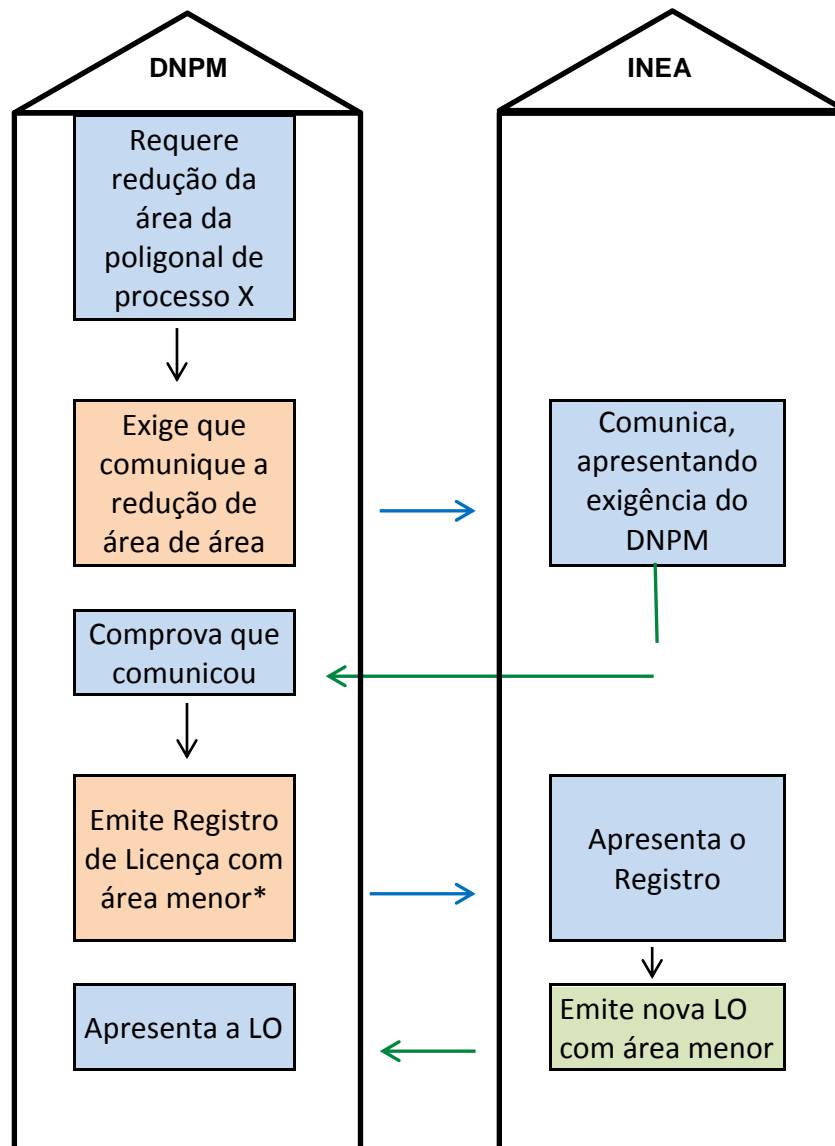 DNPM
INEA
Requere
redução da
área da
poligonal de
processo X
Exige que
comunique a
redução de
área de área
Comunica,
apresentando
exigência do
DNPM
Comprova que
comunicou
Emite Registro
de Licença com
área menor*
Apresenta o
Registro
Apresenta a LO
Emite nova LO
com área menor